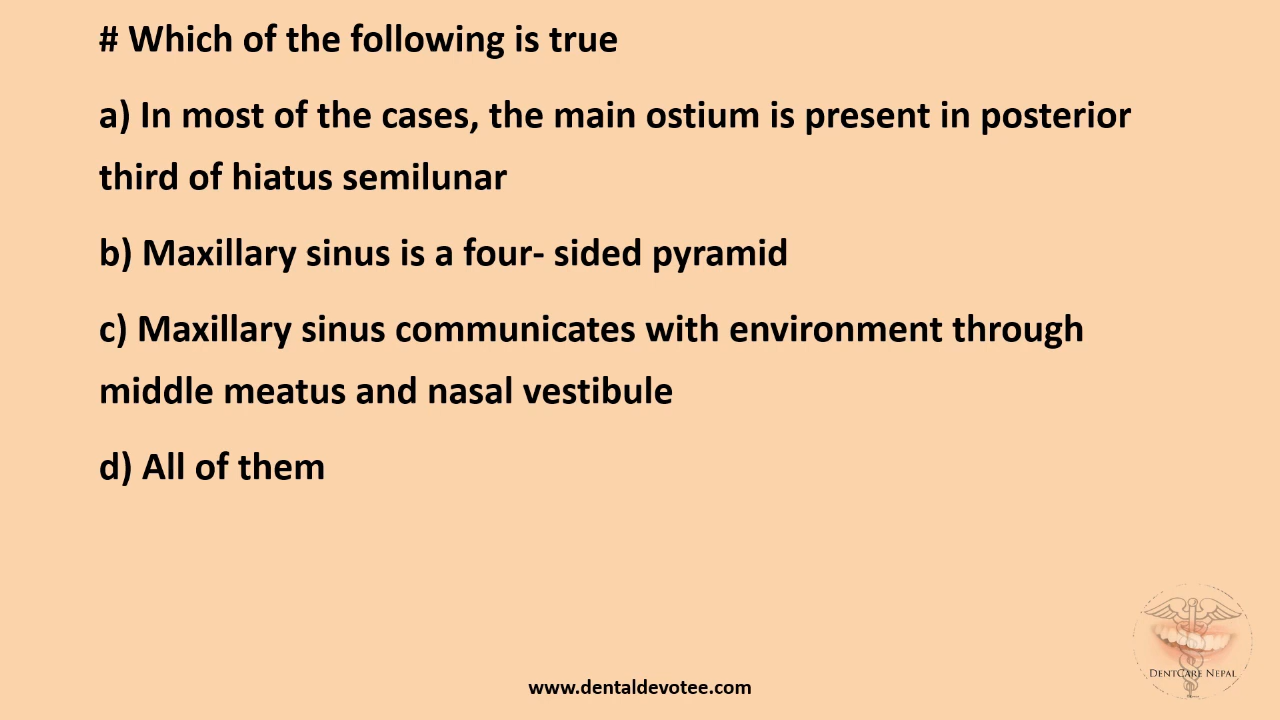 # Which of the following is true
a) In most of the cases, the main ostium is present in posterior
third of hiatus semilunar
b) Maxillary sinus is a four- sided pyramid
c) Maxillary sinus communicates with environment through
middle meatus and nasal vestibule
d) All of them
DENTCARE NEPAL
www.dentaldevotee.com